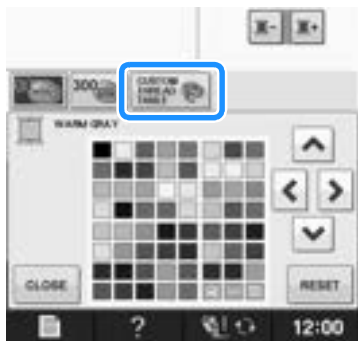 300
CUSTOM
THREAD
TABLE
WARM GRAY
CLOSE
RESET
?
12:00